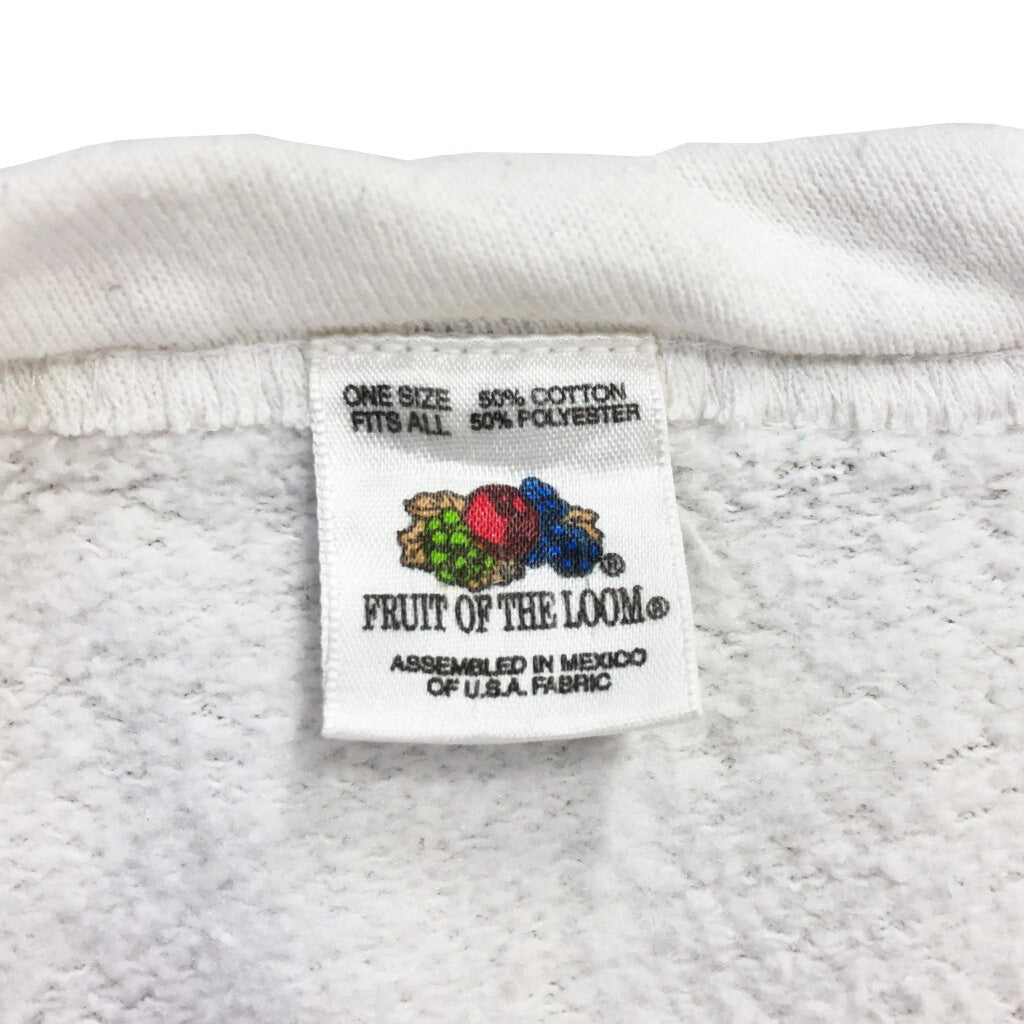 ONE SIZE 50% COTTON
FITS ALL 50% POLYESTER
®
FRUIT OF THE LOOM®
ASSEMBLED IN MEXICO
OF U.S.A. FABRIC